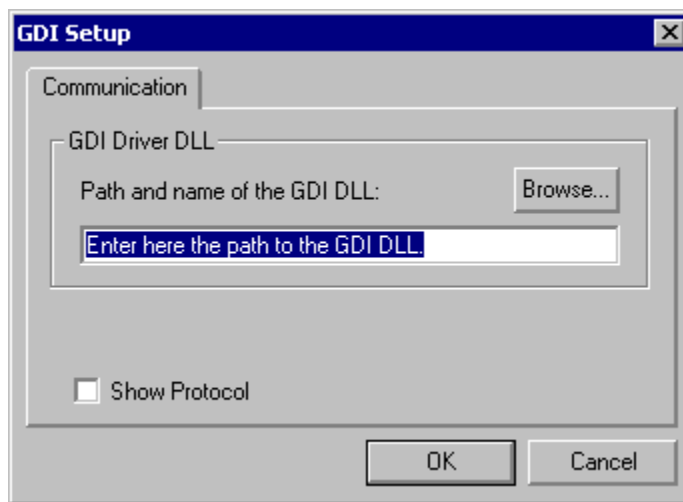 GDI Setup
Communication
GDI Driver DLL
Path and name of the GDI DLL:
Browse...
Enter here the path to the GDI DLL.
Show Protocol
OK
Cancel